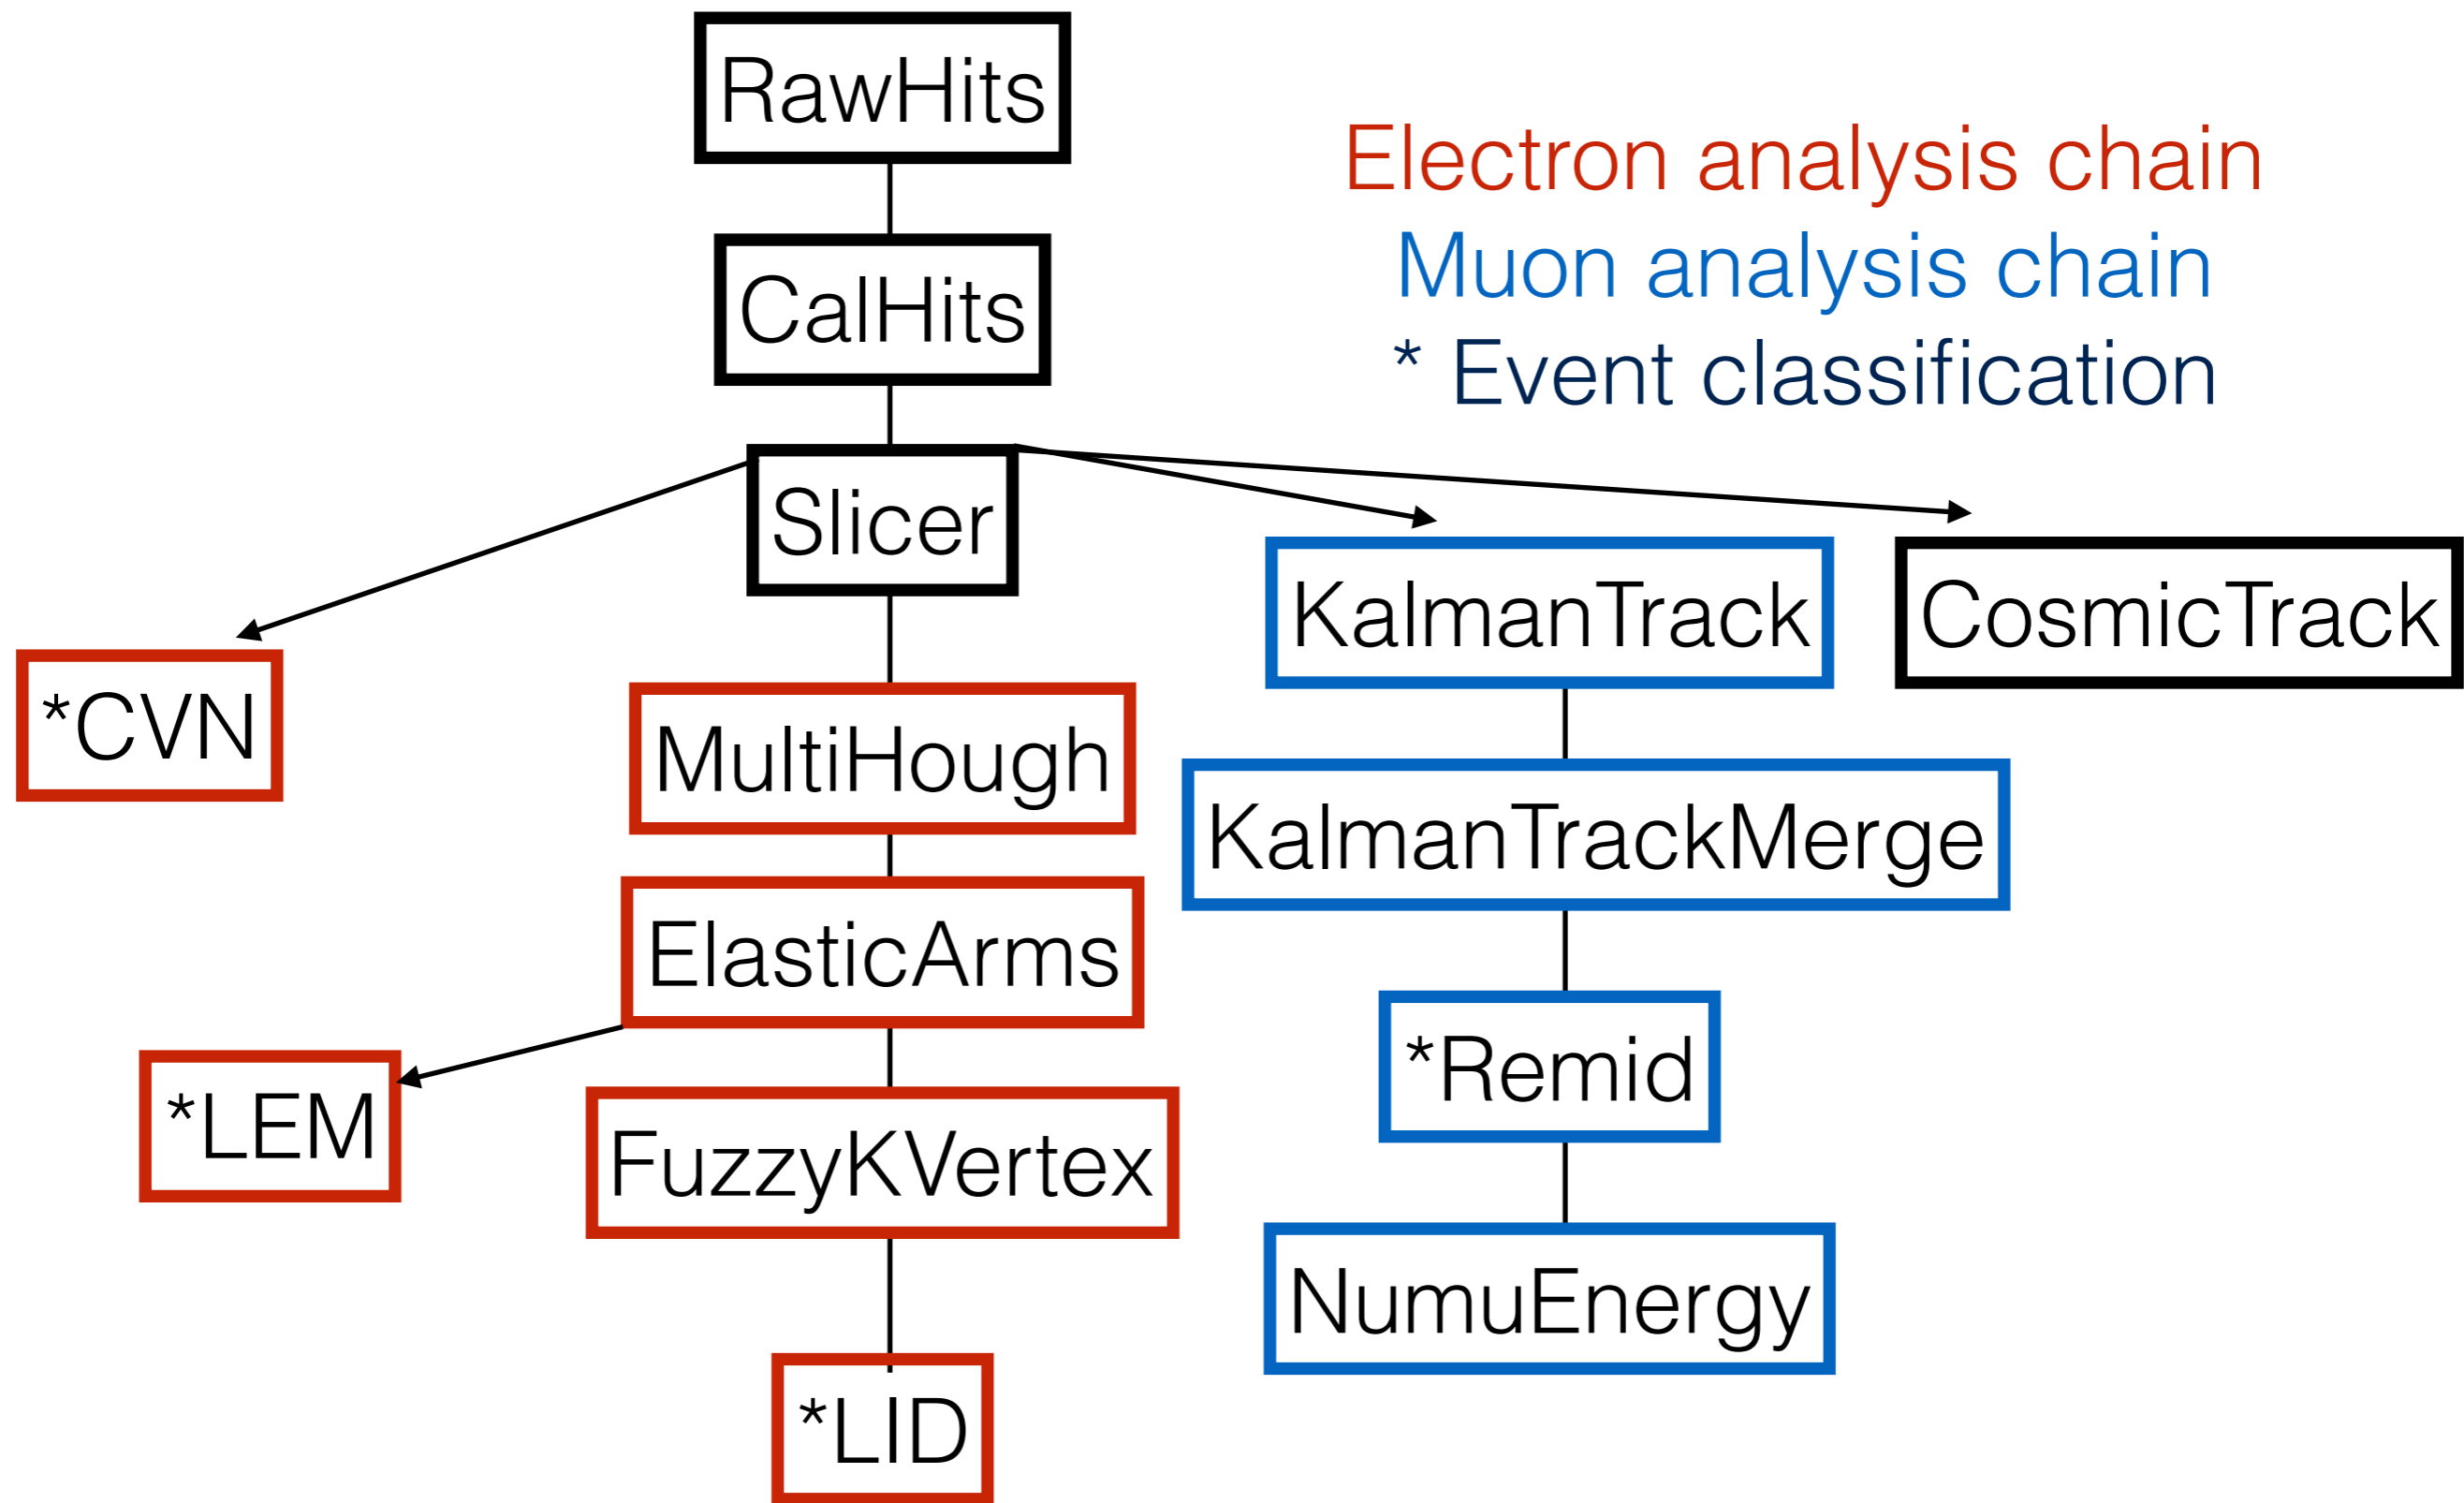 RawHits
Electron analysis chain
Muon analysis chain
* Event classification
CalHits
Slicer
KalmanTrack
CosmicTrack
*CVN
MultiHough
KalmanTrackMerge
ElasticArms
*LEM
*Remid
FuzzyKVertex
NumuEnergy
*LID